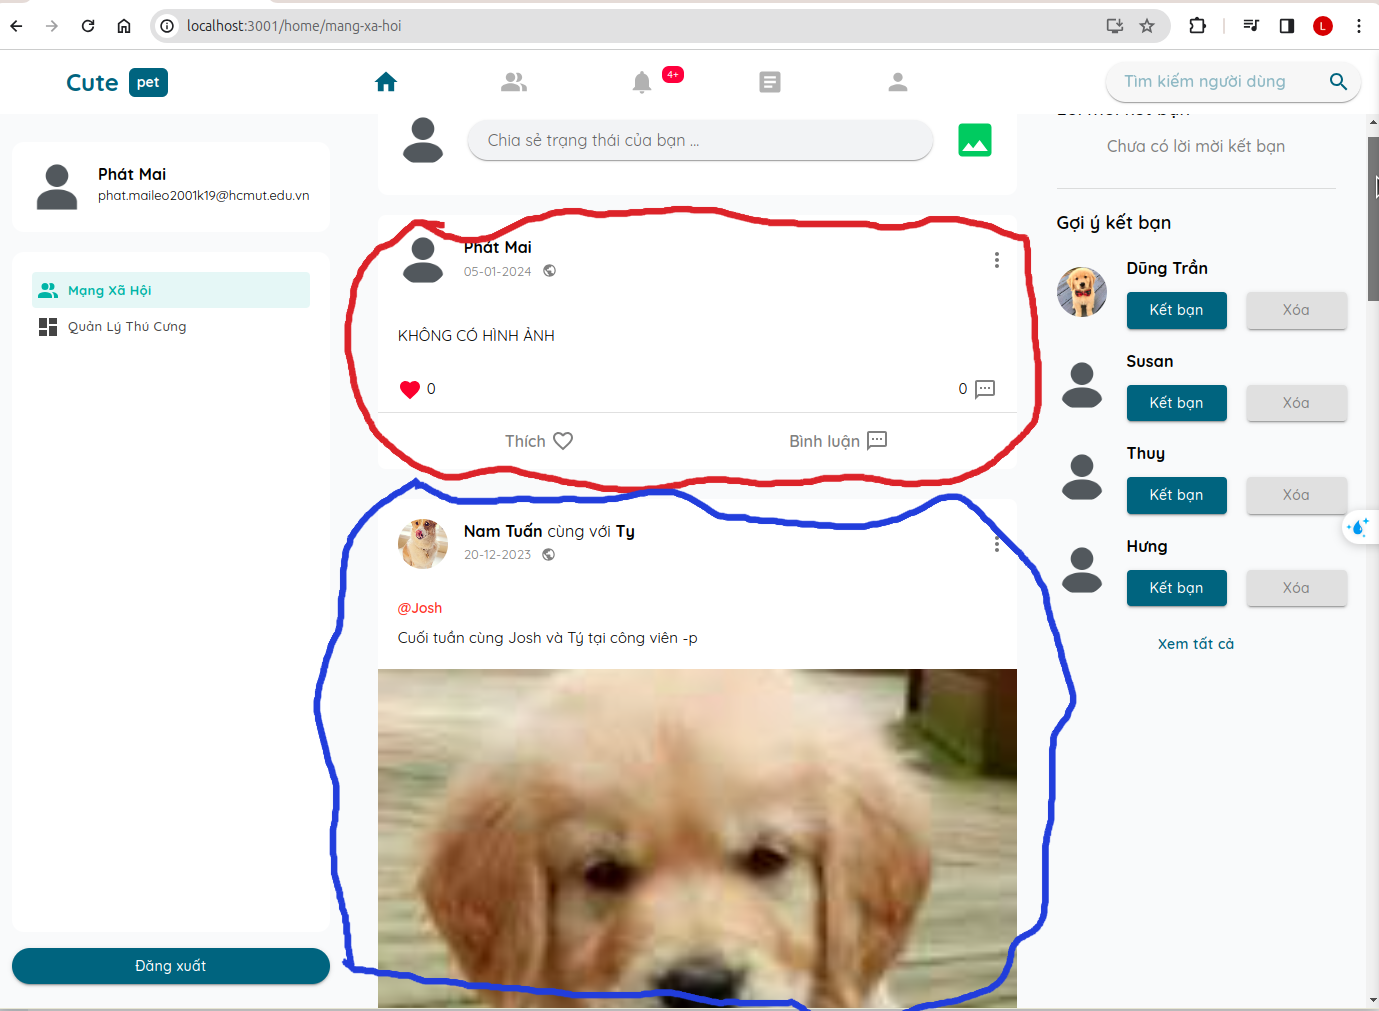 localhost:3001/home/mang-xa-hoi
L
Cute pet
4+
Tìm kiếm người dùng
Phát Mai
phat.maileo2001k19@hcmut.edu.vn
Mạng Xã Hội
Quản Lý Thú Cưng
Đăng xuất
Chia sẻ trạng thái của bạn ...
Phát Mai
05-01-2024
KHÔNG CÓ HÌNH ẢNH
0
0
Thích
Bình luận
Nam Tuấn cùng với Ty
20-12-2023
@Josh
Cuối tuần cùng Josh và Tý tại công viên -p
Chưa có lời mời kết bạn
Gợi ý kết bạn
Dũng Trần
Kết bạn
Xóa
Susan
Kết bạn
Xóa
Thuy
Kết bạn
Xóa
Hưng
Kết bạn
Xóa
Xem tất cả